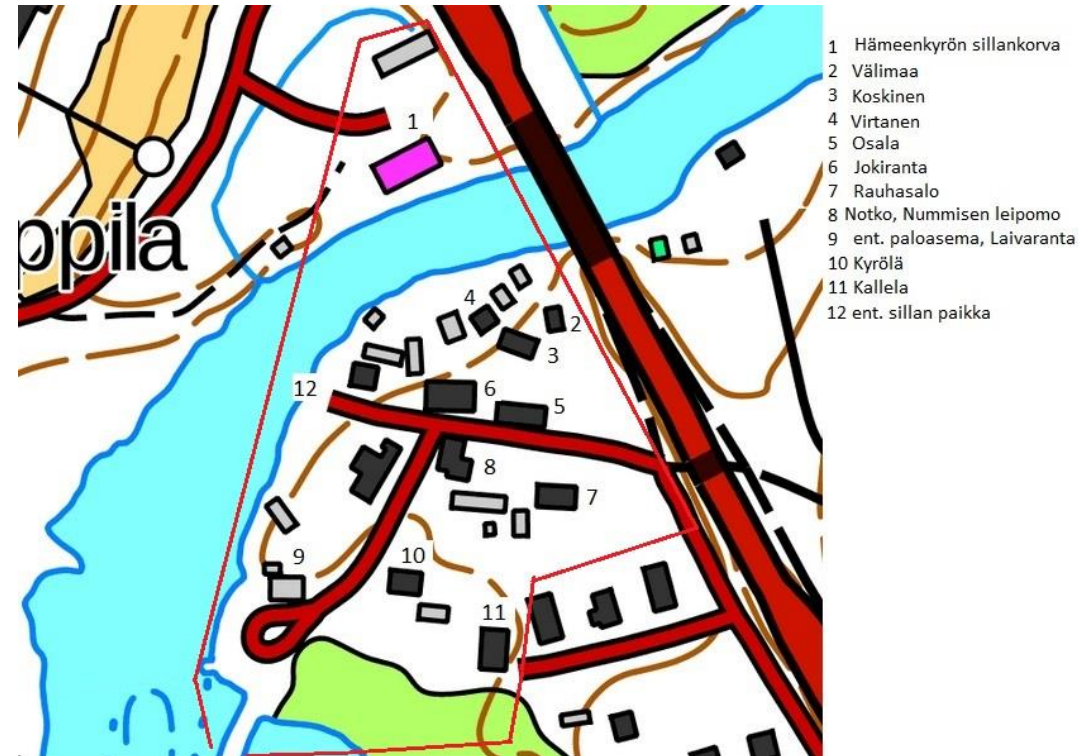 1 Hämeenkyrön sillankorva
2 Välimaa
3 Koskinen
4 Virtanen
5 Osala
6 Jokiranta
7 Rauhasalo
8 Notko, Nummisen leipomo
9 ent. paloasema, Laivaranta
10 Kyrölä
11 Kallela
12 ent. sillan paikka
1
ppila
4
2
3
12
6
5
8
7
9
10
11